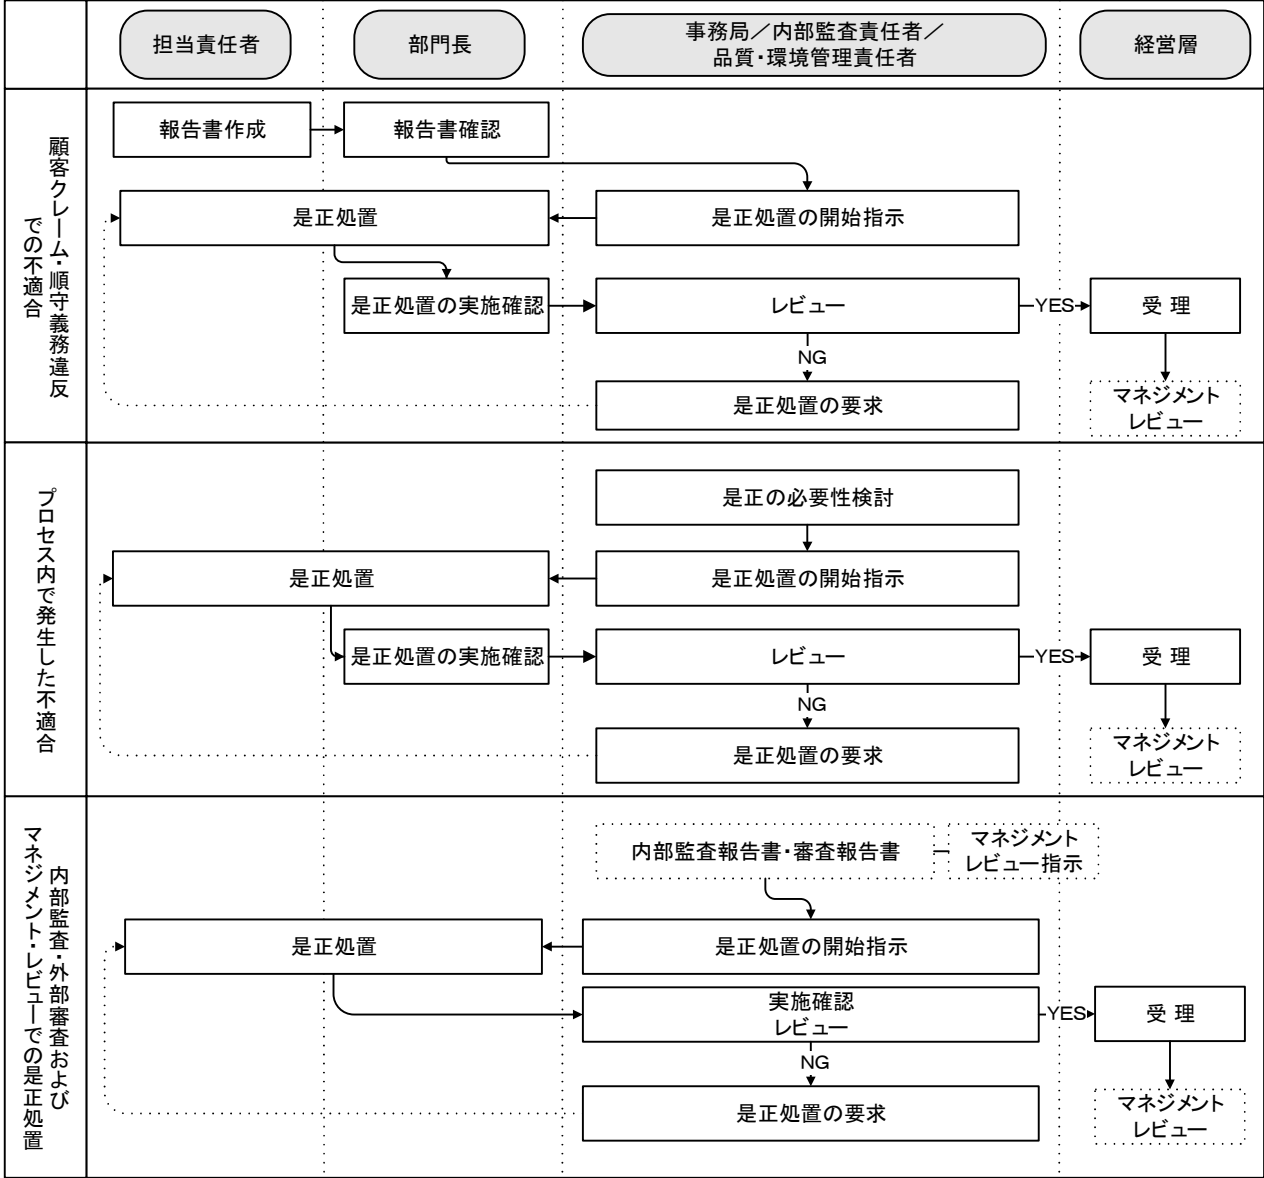 担当責任者
部門長
事務局／内部監査責任者／
品質・環境管理責任者
経営層
顧客クレーム・順守義務違反
での不適合
報告書作成
報告書確認
是正処置
是正処置の開始指示
是正処置の実施確認
レビュー
YES
受 理
NG
是正処置の要求
マネジメント
レビュー
プロセス内で発生した不適合
是正の必要性検討
是正処置
是正処置の開始指示
是正処置の実施確認
レビュー
YES
受 理
NG
是正処置の要求
マネジメント
レビュー
内部監査・外部審査および
マネジメント・レビューでの是正処置
内部監査報告書・審査報告書
マネジメント
レビュー指示
是正処置
是正処置の開始指示
実施確認
レビュー
YES
受 理
NG
是正処置の要求
マネジメント
レビュー